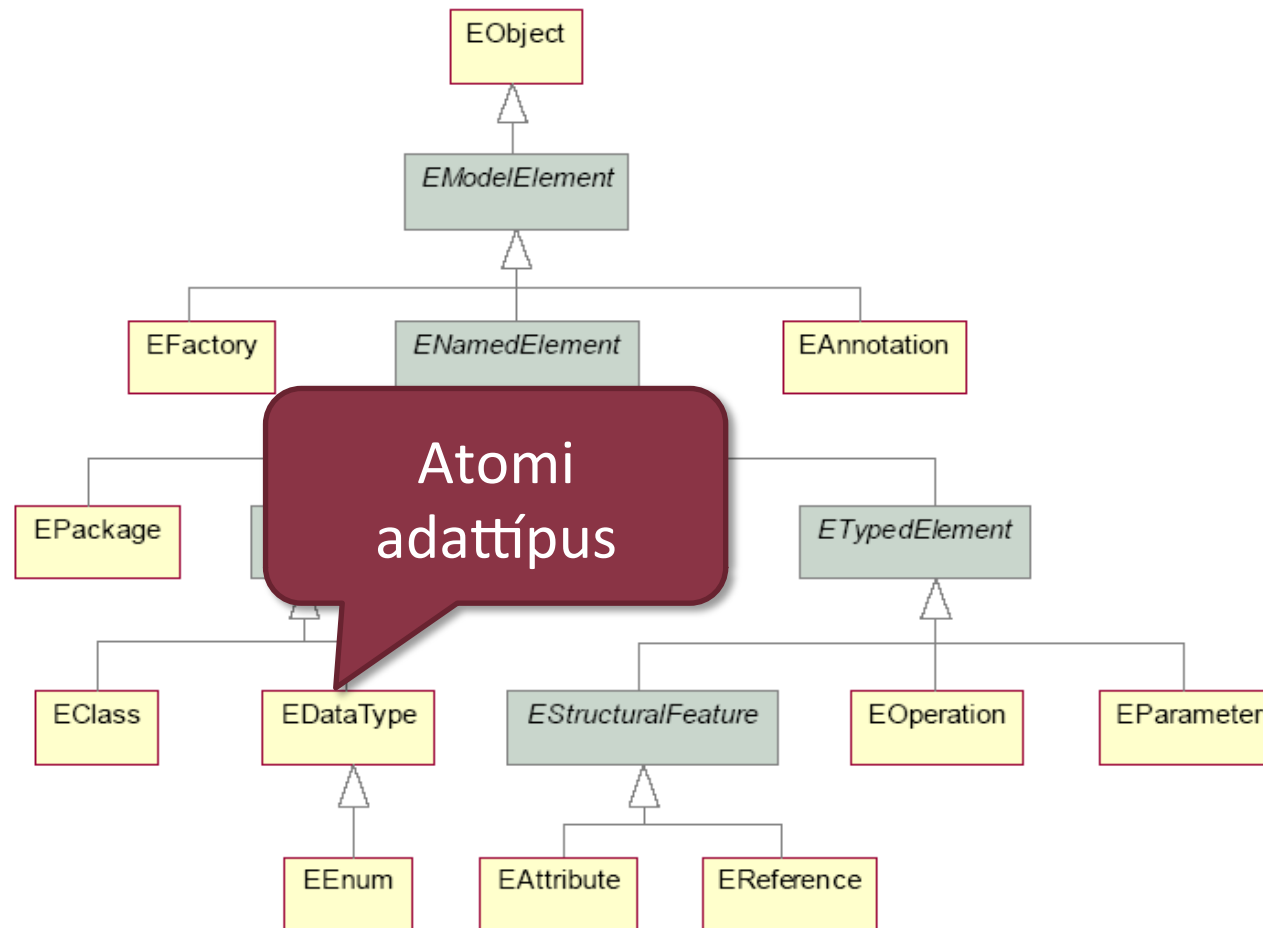 EObject
EModelElement
EFactory
ENamedElement
EAnnotation
Atomi
adattípus
EPackage
ETypedElement
EClass
EDataType
EStructuralFeature
EOperation
EParameter
EEnum
EAttribute
EReference